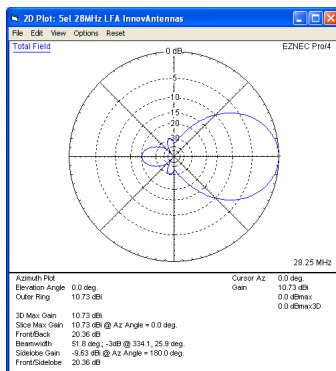 2D Plot: 5el 28MHz LFA InnovAntennas
File Edit View Options Reset
Total Field
EZNEC Pro/4
0 dB
-5
-10
-15
-20
-30
28.25 MHz
Azimuth Plot
Elevation Angle 0.0 deg.
Outer Ring 10.73 dBi
Cursor Az 0.0 deg.
Gain 10.73 dBi
0.0 dBmax
0.0 dBmax3D
3D Max Gain 10.73 dBi
Slice Max Gain 10.73 dBi @ Az Angle = 0.0 deg.
Front/Back 20.36 dB
Beamwidth 51.8 deg.; -3dB @ 334.1, 25.9 deg.
Sidelobe Gain -9.63 dBi @ Az Angle = 180.0 deg.
Front/Sidelobe 20.36 dB